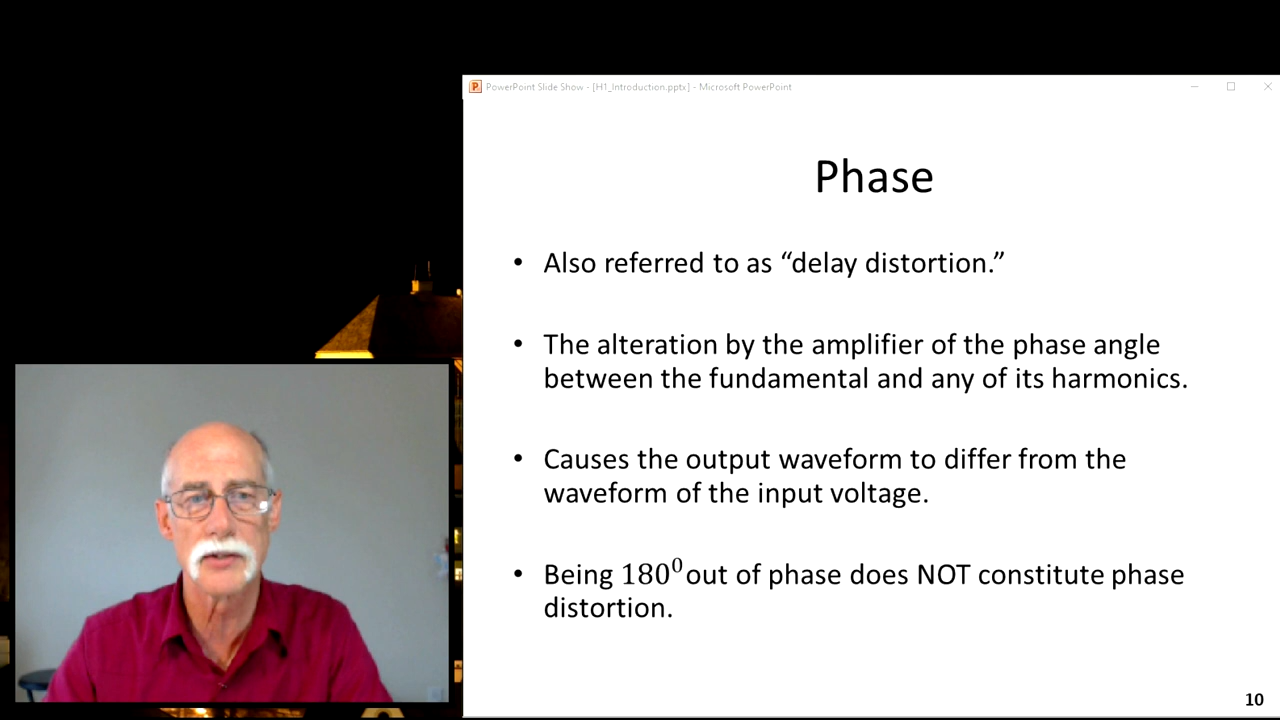 PowerPoint Slide Show - [H1_Introduction.pptx] - Microsoft PowerPoint
Phase
• Also referred to as “delay distortion.”
• The alteration by the amplifier of the phase angle
between the fundamental and any of its harmonics.
• Causes the output waveform to differ from the
waveform of the input voltage.
• Being 180⁰ out of phase does NOT constitute phase
distortion.
10